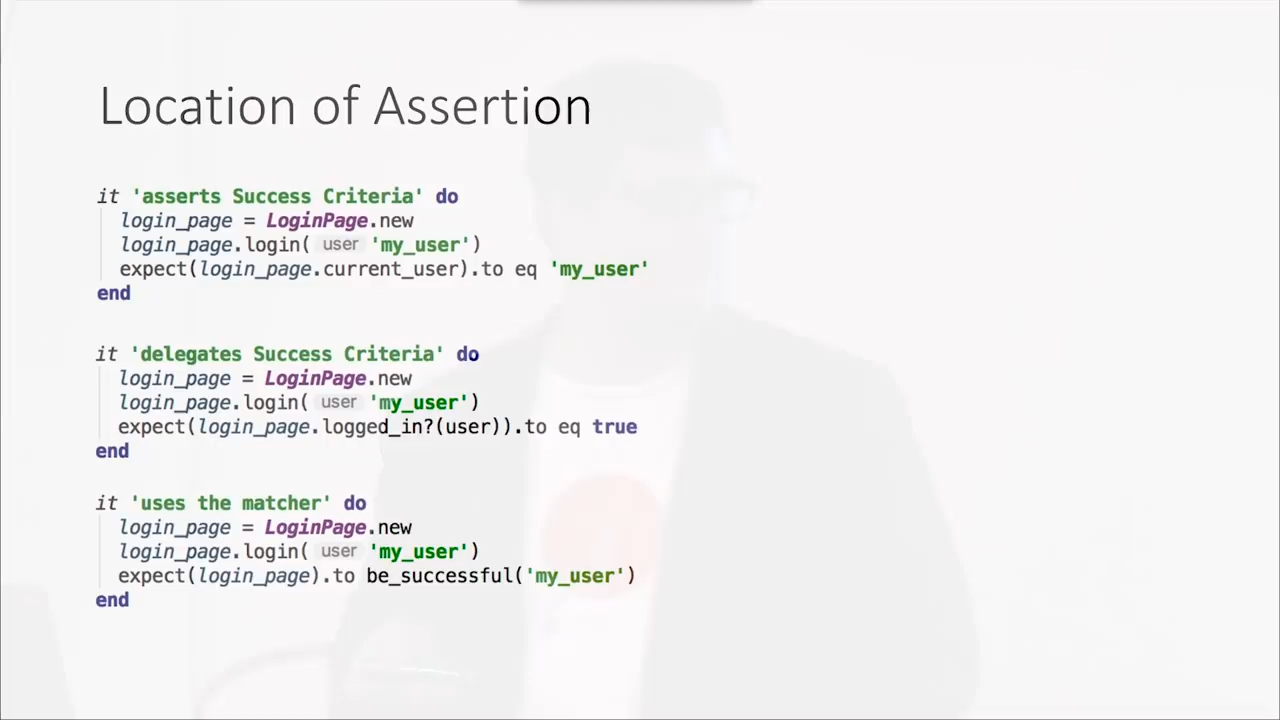 Location of Assertion
it 'asserts Success Criteria' do
login_page = LoginPage.new
login_page.login( user 'my_user')
expect(login_page.current_user).to eq 'my_user'
end
it 'delegates Success Criteria' do
login_page = LoginPage.new
login_page.login( user 'my_user')
expect(login_page.logged_in?(user)).to eq true
end
it 'uses the matcher' do
login_page = LoginPage.new
login_page.login( user 'my_user')
expect(login_page).to be_successful('my_user')
end